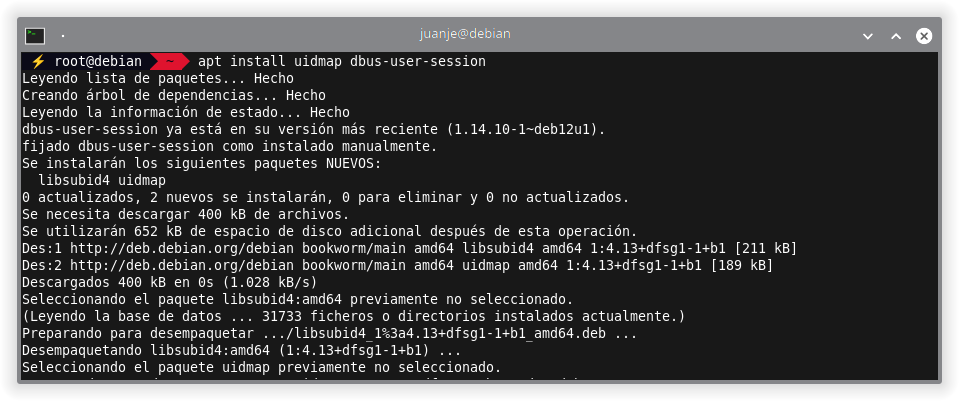 juanje@debian
⚡ root@debian ~ apt install uidmap dbus-user-session
Leyendo lista de paquetes... Hecho
Creando árbol de dependencias... Hecho
Leyendo la información de estado... Hecho
dbus-user-session ya está en su versión más reciente (1.14.10-1~deb12u1).
fijado dbus-user-session como instalado manualmente.
Se instalarán los siguientes paquetes NUEVOS:
  libsubid4 uidmap
0 actualizados, 2 nuevos se instalarán, 0 para eliminar y 0 no actualizados.
Se necesita descargar 400 kB de archivos.
Se utilizarán 652 kB de espacio de disco adicional después de esta operación.
Des:1 http://deb.debian.org/debian bookworm/main amd64 libsubid4 amd64 1:4.13+dfsg1-1+b1 [211 kB]
Des:2 http://deb.debian.org/debian bookworm/main amd64 uidmap amd64 1:4.13+dfsg1-1+b1 [189 kB]
Descargados 400 kB en 0s (1.028 kB/s)
Seleccionando el paquete libsubid4:amd64 previamente no seleccionado.
(Leyendo la base de datos ... 31733 ficheros o directorios instalados actualmente.)
Preparando para desempaquetar .../libsubid4_1%3a4.13+dfsg1-1+b1_amd64.deb ...
Desempaquetando libsubid4:amd64 (1:4.13+dfsg1-1+b1) ...
Seleccionando el paquete uidmap previamente no seleccionado.